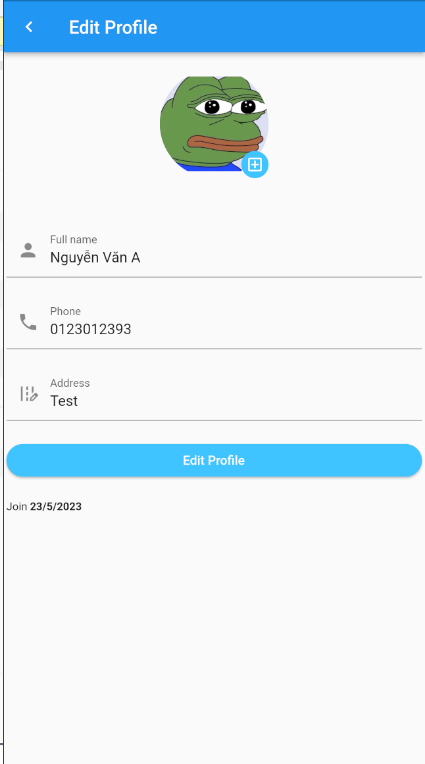 Edit Profile
Full name
Nguyễn Văn A
Phone
0123012393
Address
Test
Edit Profile
Join 23/5/2023